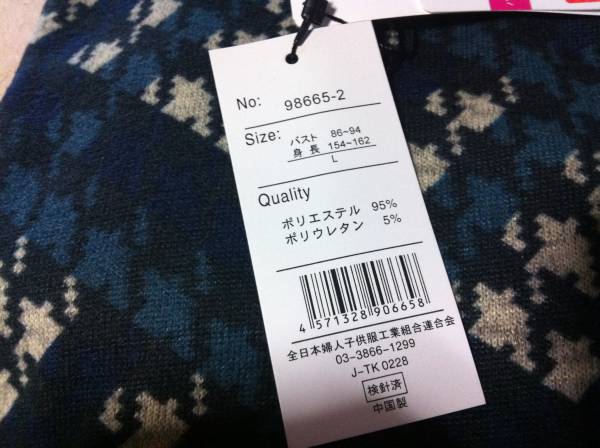 No: 98665-2
Size: バスト 86~94
身長 154~162
L
Quality
ポリエステル 95%
ポリウレタン 5%
4 571328 906658
全日本婦人子供服工業組合連合会
03-3866-1299
J-TK 0228
検針済
中国製